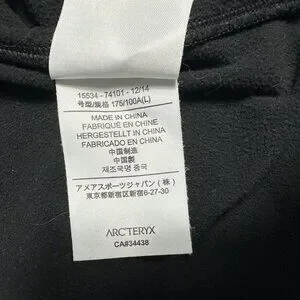 15534 - 74101 - 12/14
号型/规格 175/100A(L)
MADE IN CHINA
FABRIQUÉ EN CHINE
HERGESTELLT IN CHINA
FABRICADO EN CHINA
中国制造
中国製
제조국명 중국
アメアスポーツジャパン(株)
東京都新宿区新宿6-27-30
ARC'TERYX
CA#34438